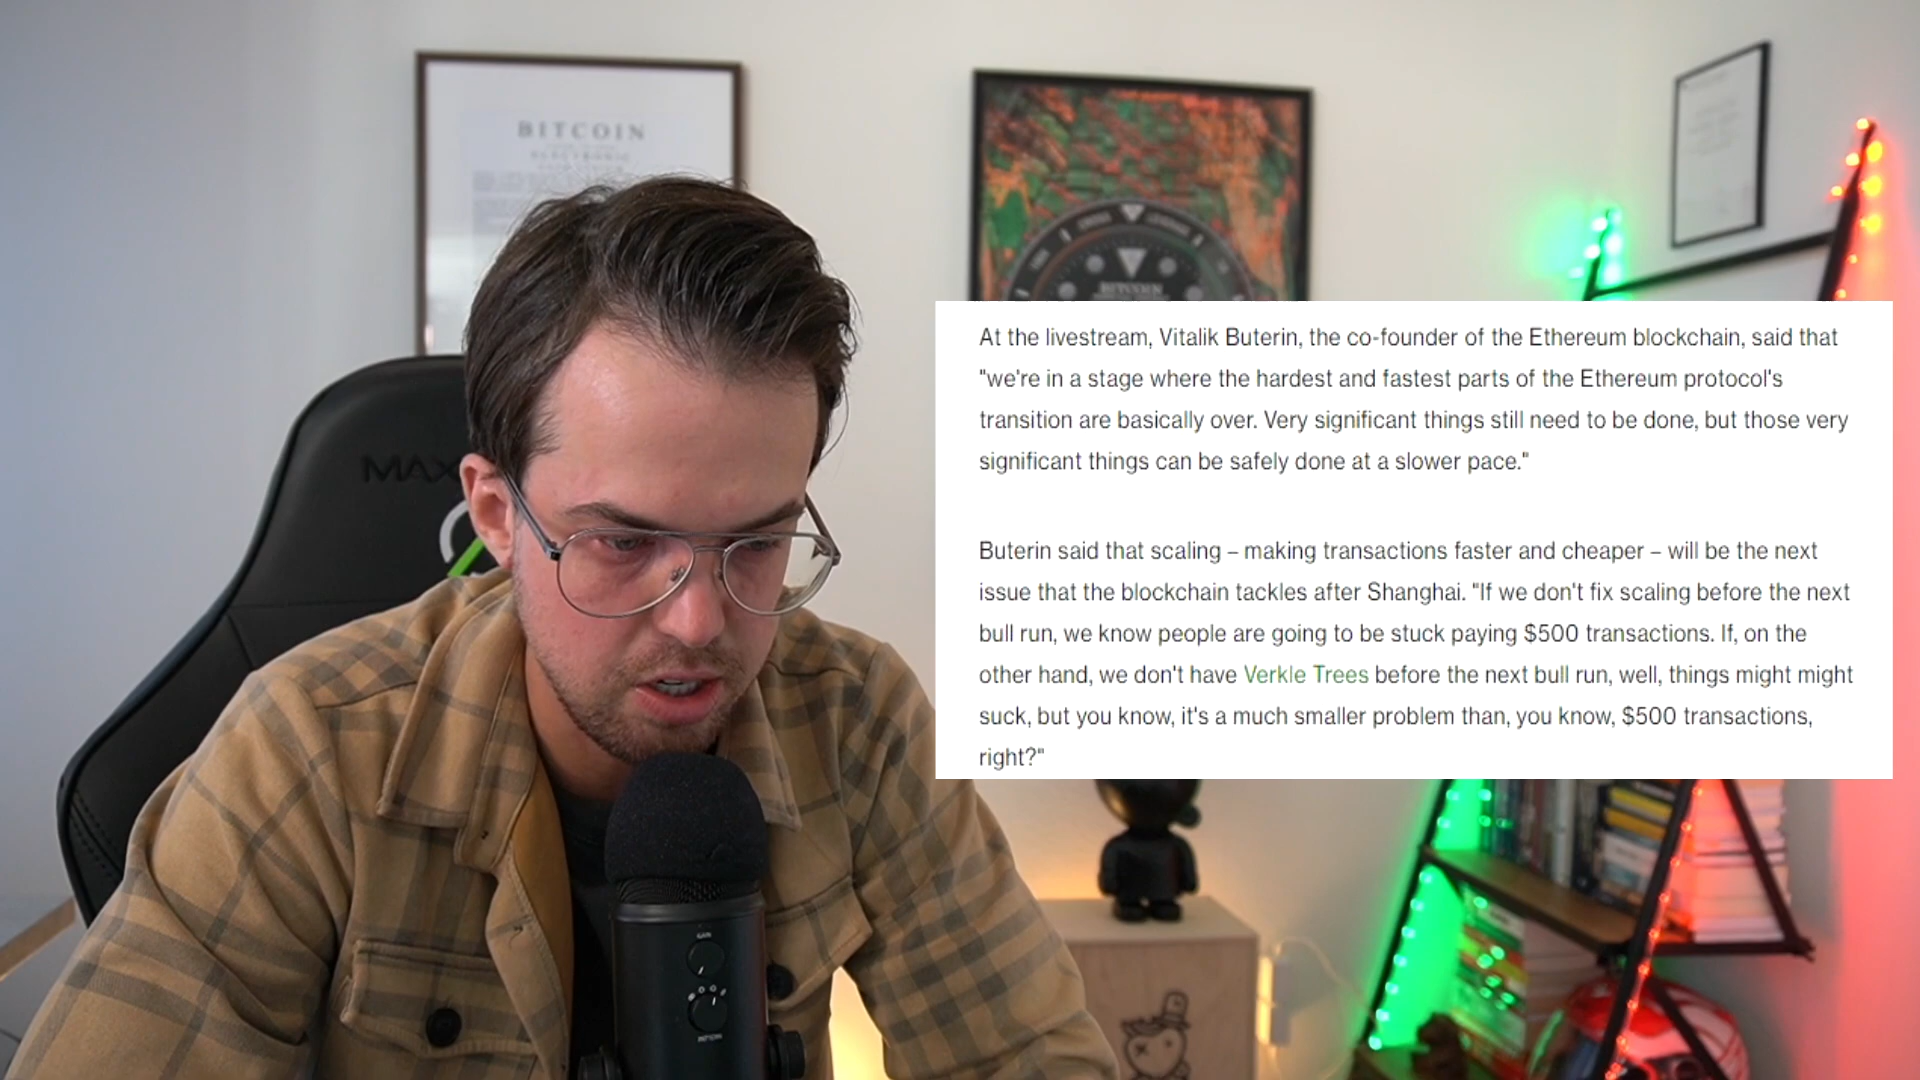 BITCOIN
MAX
BITCOIN
At the livestream, Vitalik Buterin, the co-founder of the Ethereum blockchain, said that
"we're in a stage where the hardest and fastest parts of the Ethereum protocol's
transition are basically over. Very significant things still need to be done, but those very
significant things can be safely done at a slower pace."
Buterin said that scaling – making transactions faster and cheaper – will be the next
issue that the blockchain tackles after Shanghai. "If we don't fix scaling before the next
bull run, we know people are going to be stuck paying $500 transactions. If, on the
other hand, we don't have Verkle Trees before the next bull run, well, things might might
suck, but you know, it's a much smaller problem than, you know, $500 transactions,
right?"
GAIN